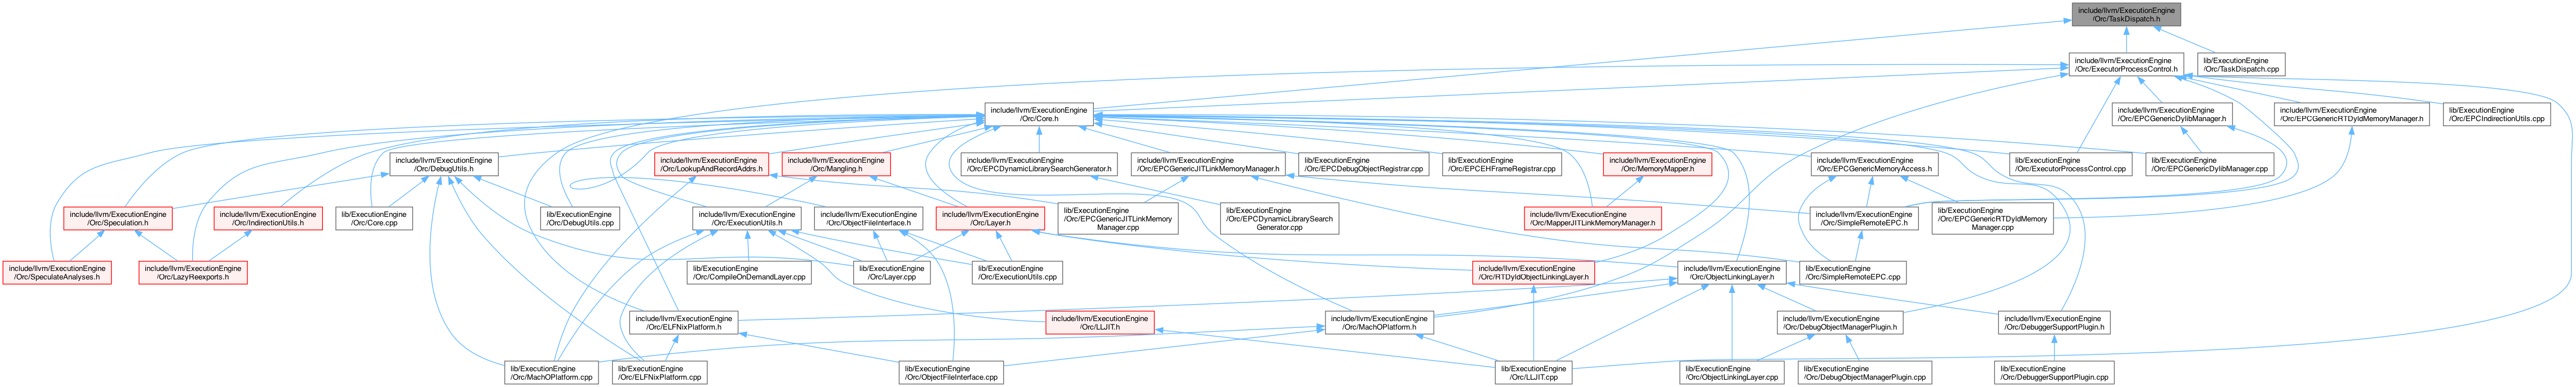 include/llvm/ExecutionEngine
/Orc/TaskDispatch.h
include/llvm/ExecutionEngine
/Orc/ExecutorProcessControl.h
lib/ExecutionEngine
/Orc/TaskDispatch.cpp
include/llvm/ExecutionEngine
/Orc/Core.h
include/llvm/ExecutionEngine
/Orc/EPCGenericDylibManager.h
include/llvm/ExecutionEngine
/Orc/EPCGenericRTDyldMemoryManager.h
lib/ExecutionEngine
/Orc/EPCIndirectionUtils.cpp
include/llvm/ExecutionEngine
/Orc/DebugUtils.h
include/llvm/ExecutionEngine
/Orc/LookupAndRecordAddrs.h
include/llvm/ExecutionEngine
/Orc/Mangling.h
include/llvm/ExecutionEngine
/Orc/EPCDynamicLibrarySearchGenerator.h
include/llvm/ExecutionEngine
/Orc/EPCGenericJITLinkMemoryManager.h
lib/ExecutionEngine
/Orc/EPCDebugObjectRegistrar.cpp
lib/ExecutionEngine
/Orc/EPCEHFrameRegistrar.cpp
include/llvm/ExecutionEngine
/Orc/MemoryMapper.h
include/llvm/ExecutionEngine
/Orc/EPCGenericMemoryAccess.h
lib/ExecutionEngine
/Orc/ExecutorProcessControl.cpp
lib/ExecutionEngine
/Orc/EPCGenericDylibManager.cpp
include/llvm/ExecutionEngine
/Orc/Speculation.h
include/llvm/ExecutionEngine
/Orc/IndirectionUtils.h
lib/ExecutionEngine
/Orc/Core.cpp
lib/ExecutionEngine
/Orc/DebugUtils.cpp
include/llvm/ExecutionEngine
/Orc/ExecutionUtils.h
include/llvm/ExecutionEngine
/Orc/ObjectFileInterface.h
include/llvm/ExecutionEngine
/Orc/Layer.h
lib/ExecutionEngine
/Orc/EPCGenericJITLinkMemory
Manager.cpp
lib/ExecutionEngine
/Orc/EPCDynamicLibrarySearch
Generator.cpp
include/llvm/ExecutionEngine
/Orc/MapperJITLinkMemoryManager.h
include/llvm/ExecutionEngine
/Orc/SimpleRemoteEPC.h
lib/ExecutionEngine
/Orc/EPCGenericRTDyldMemory
Manager.cpp
include/llvm/ExecutionEngine
/Orc/SpeculateAnalyses.h
include/llvm/ExecutionEngine
/Orc/LazyReexports.h
lib/ExecutionEngine
/Orc/CompileOnDemandLayer.cpp
lib/ExecutionEngine
/Orc/Layer.cpp
lib/ExecutionEngine
/Orc/ExecutionUtils.cpp
include/llvm/ExecutionEngine
/Orc/RTDyldObjectLinkingLayer.h
include/llvm/ExecutionEngine
/Orc/ObjectLinkingLayer.h
lib/ExecutionEngine
/Orc/SimpleRemoteEPC.cpp
include/llvm/ExecutionEngine
/Orc/ELFNixPlatform.h
include/llvm/ExecutionEngine
/Orc/LLJIT.h
include/llvm/ExecutionEngine
/Orc/MachOPlatform.h
include/llvm/ExecutionEngine
/Orc/DebugObjectManagerPlugin.h
include/llvm/ExecutionEngine
/Orc/DebuggerSupportPlugin.h
lib/ExecutionEngine
/Orc/MachOPlatform.cpp
lib/ExecutionEngine
/Orc/ELFNixPlatform.cpp
lib/ExecutionEngine
/Orc/ObjectFileInterface.cpp
lib/ExecutionEngine
/Orc/LLJIT.cpp
lib/ExecutionEngine
/Orc/ObjectLinkingLayer.cpp
lib/ExecutionEngine
/Orc/DebugObjectManagerPlugin.cpp
lib/ExecutionEngine
/Orc/DebuggerSupportPlugin.cpp